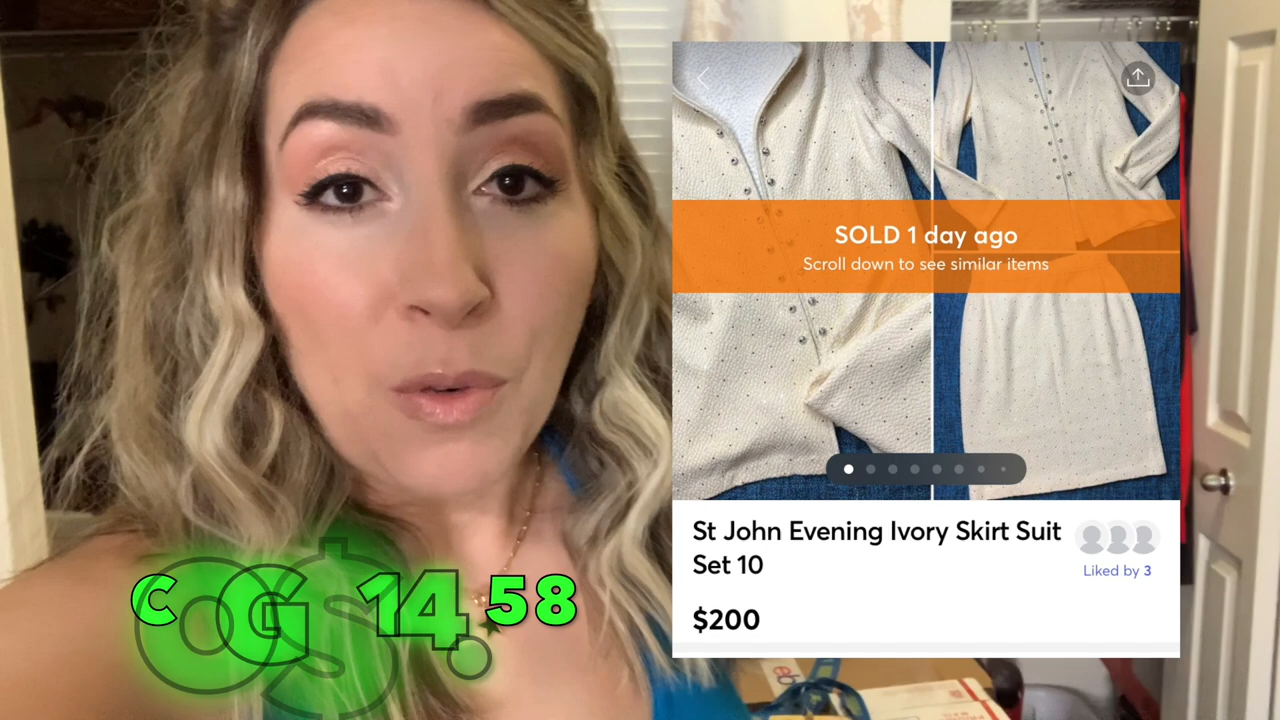 SOLD 1 day ago
Scroll down to see similar items
St John Evening Ivory Skirt Suit
Set 10
Liked by 3
$200
COGS 14.58
eb